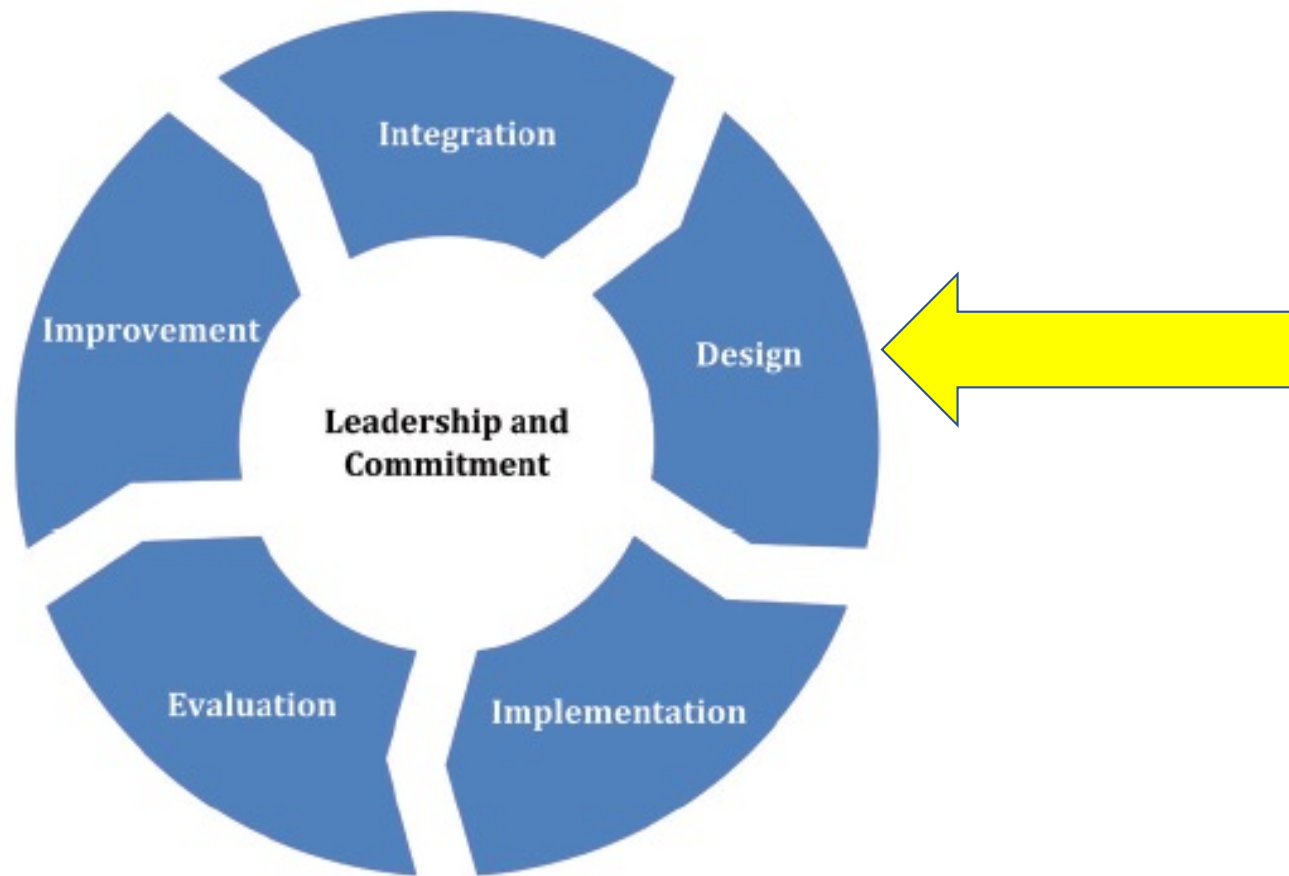 Integration
Design
Implementation
Evaluation
Improvement
Leadership and
Commitment